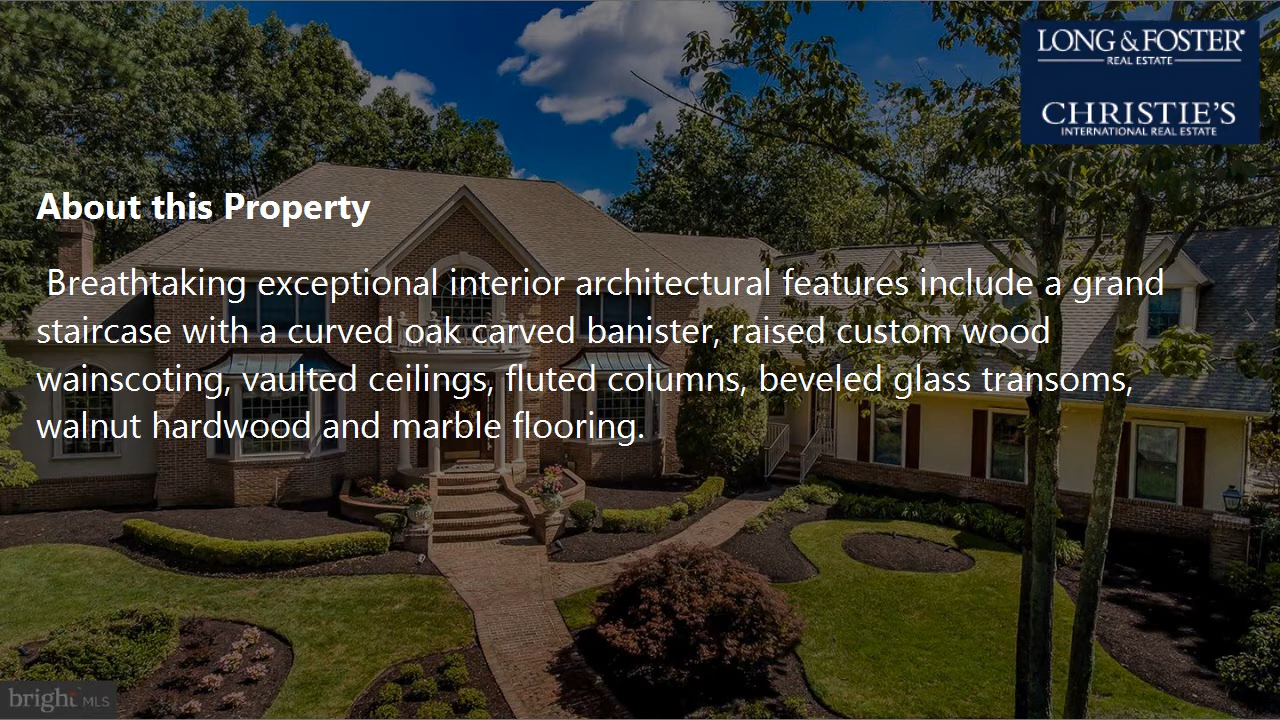 LONG & FOSTER®
REAL ESTATE
CHRISTIE'S
INTERNATIONAL REAL ESTATE
About this Property
Breathtaking exceptional interior architectural features include a grand
staircase with a curved oak carved banister, raised custom wood
wainscoting, vaulted ceilings, fluted columns, beveled glass transoms,
walnut hardwood and marble flooring.
bright MLS